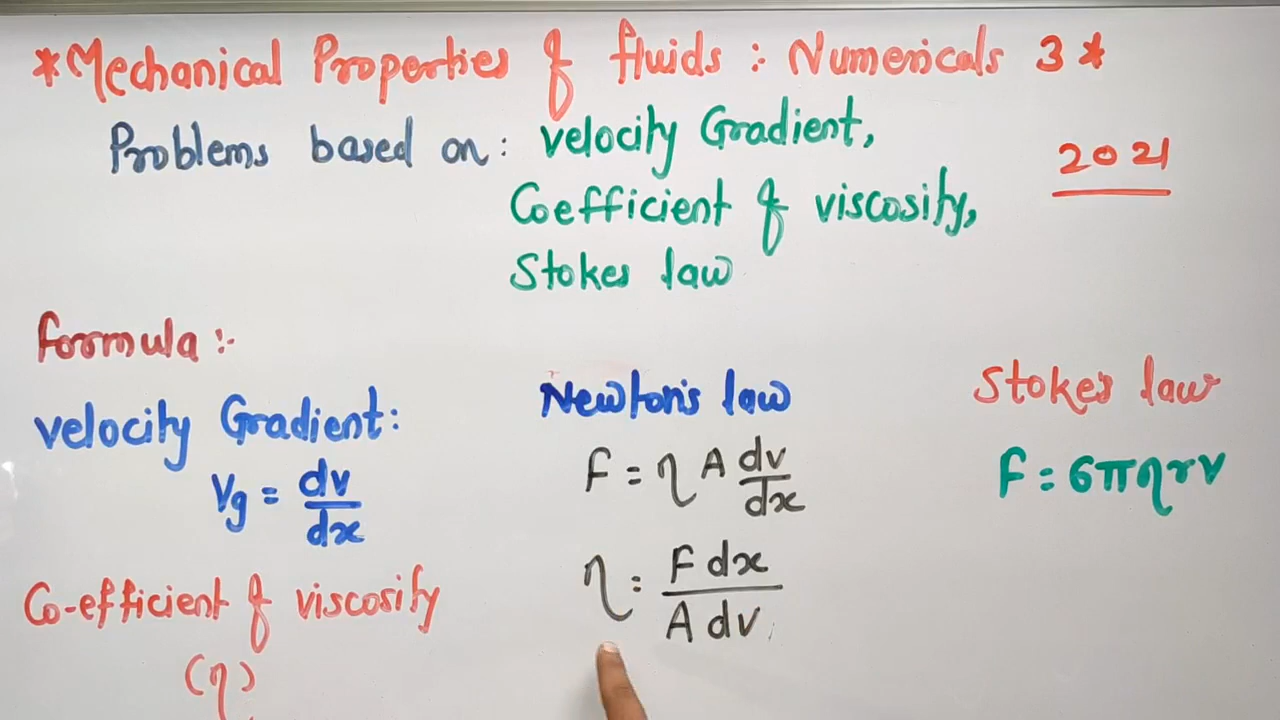 *Mechanical Properties of fluids : Numericals 3 *
Problems based on : velocity Gradient,
Coefficient of viscosity,
Stokes law
2021
formula :-
velocity Gradient:
Vg = dv/dx
Co-efficient of viscosity
(η)
Newton's law
F = η A dv/dx
η = F dx / A dv
Stoke's law
F = 6πηrv